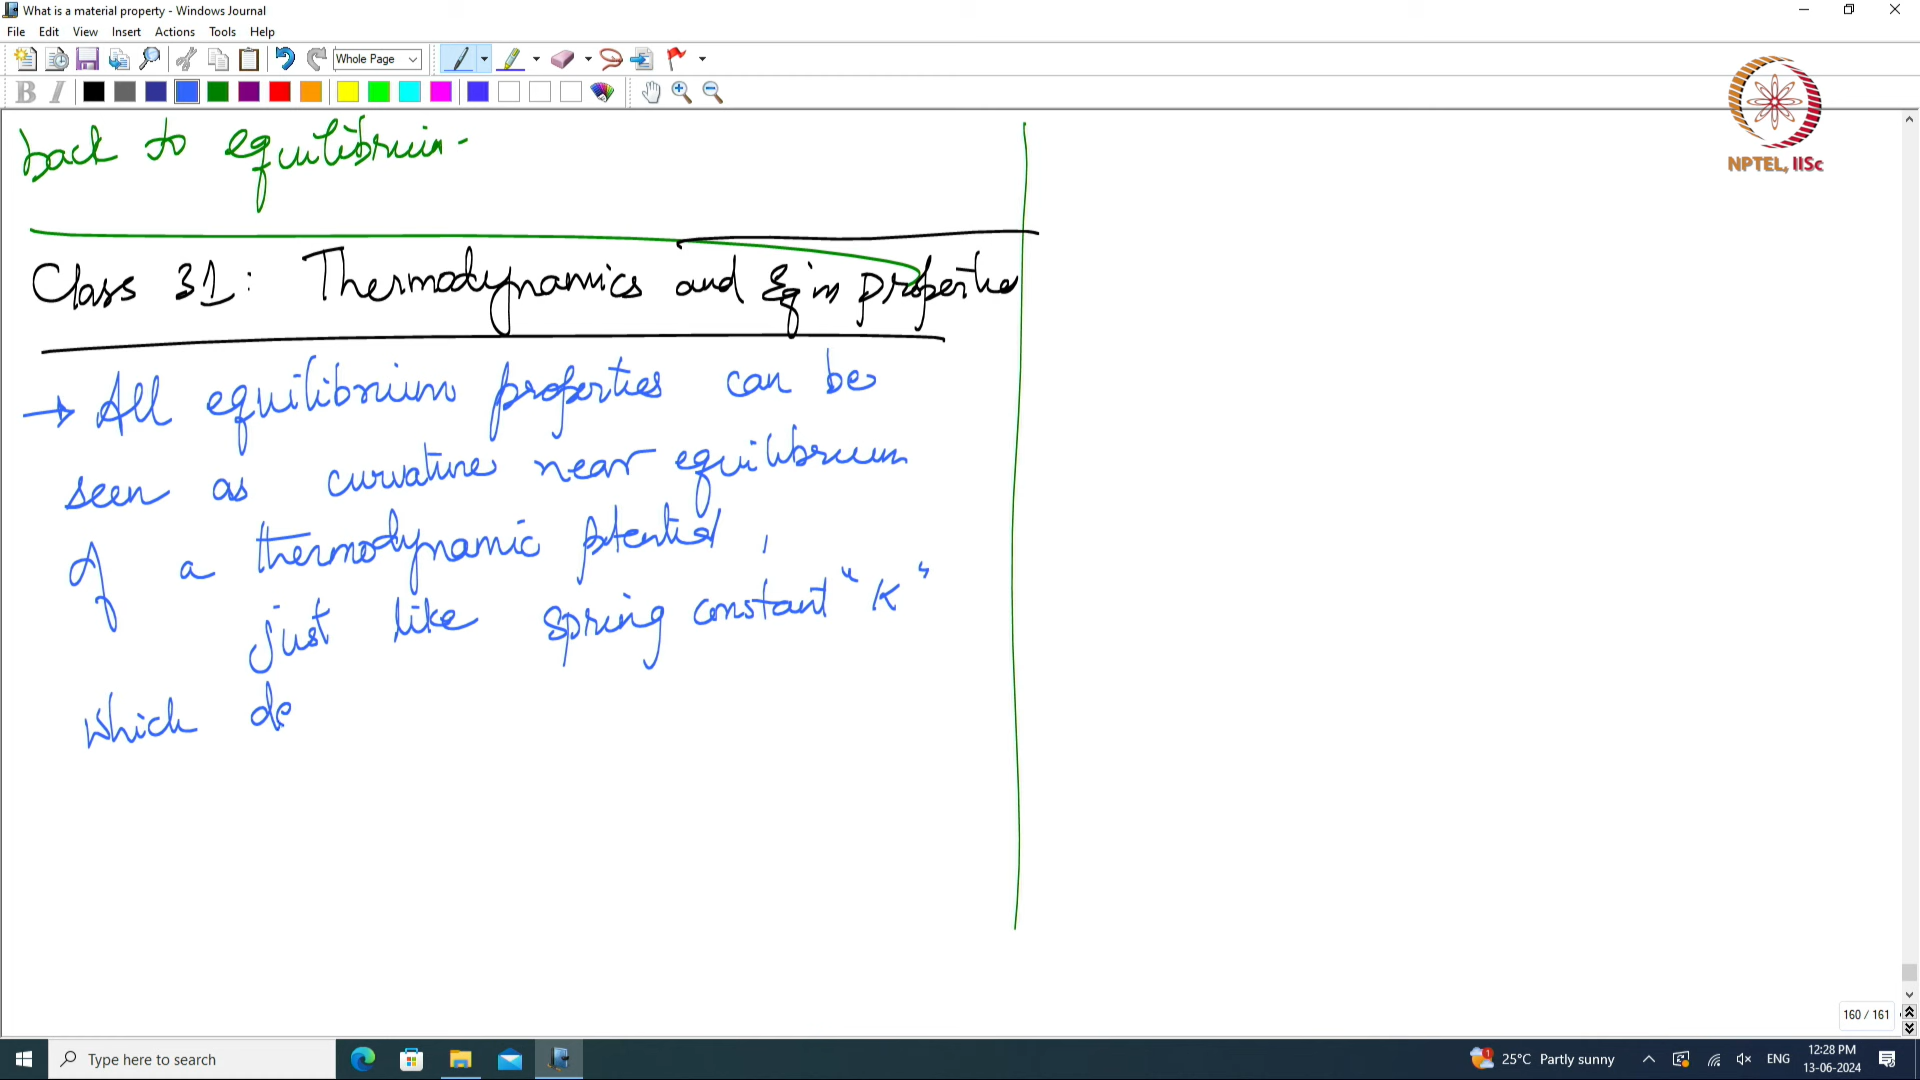 What is a material property - Windows Journal
File Edit View Insert Actions Tools Help
Whole Page
B I
NPTEL, IISc
back to equilibrium.
Class 31: Thermodynamics and Eqm properties
→ All equilibrium properties can be
seen as curvature near equilibrium
of a thermodynamic potential,
just like spring constant "K"
which de
160 / 161
Type here to search
1
25°C Partly sunny
ENG
12:28 PM
13-06-2024